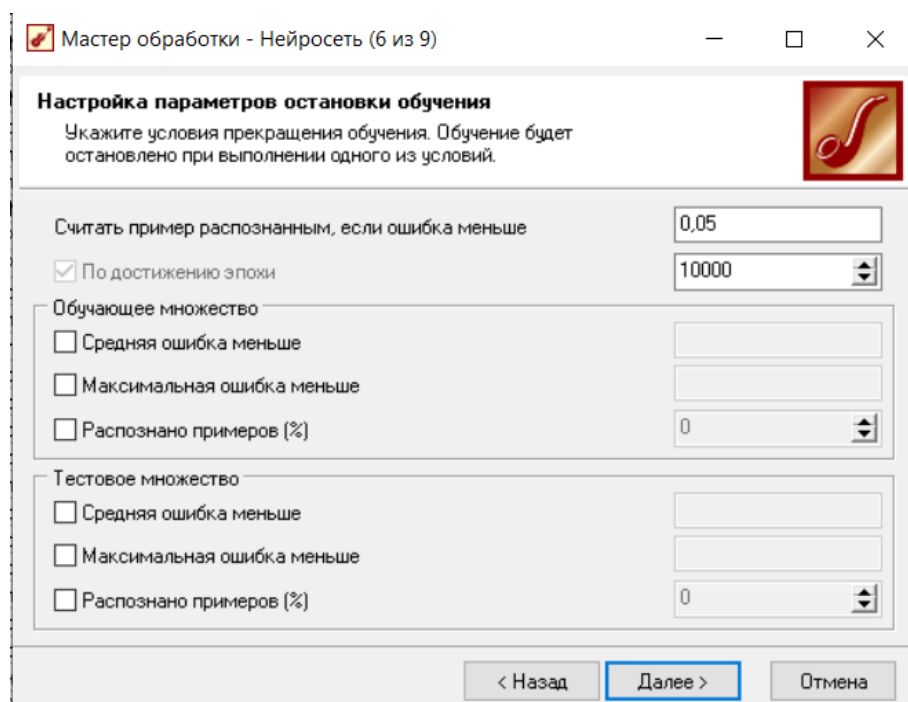 Мастер обработки - Нейросеть (6 из 9)
Настройка параметров остановки обучения
Укажите условия прекращения обучения. Обучение будет
остановлено при выполнении одного из условий.
Считать пример распознанным, если ошибка меньше 0,05
По достижению эпохи 10000
Обучающее множество
Средняя ошибка меньше
Максимальная ошибка меньше
Распознано примеров (%) 0
Тестовое множество
Средняя ошибка меньше
Максимальная ошибка меньше
Распознано примеров (%) 0
< Назад Далее > Отмена